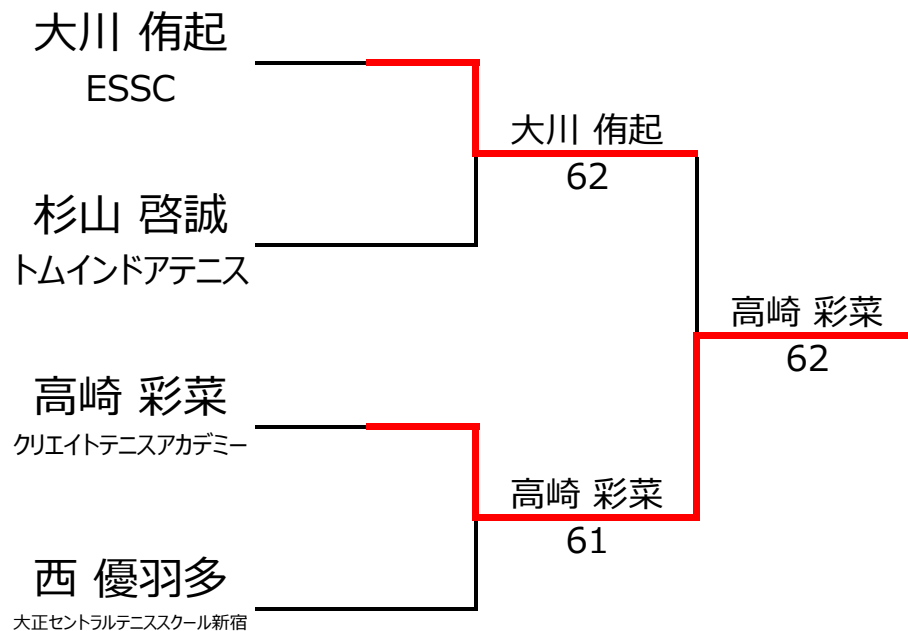 大川 侑起
ESSC
大川 侑起
62
杉山 啓誠
トムインドアテニス
高崎 彩菜
62
高崎 彩菜
クリエイトテニスアカデミー
高崎 彩菜
61
西 優羽多
大正セントラルテニススクール新宿